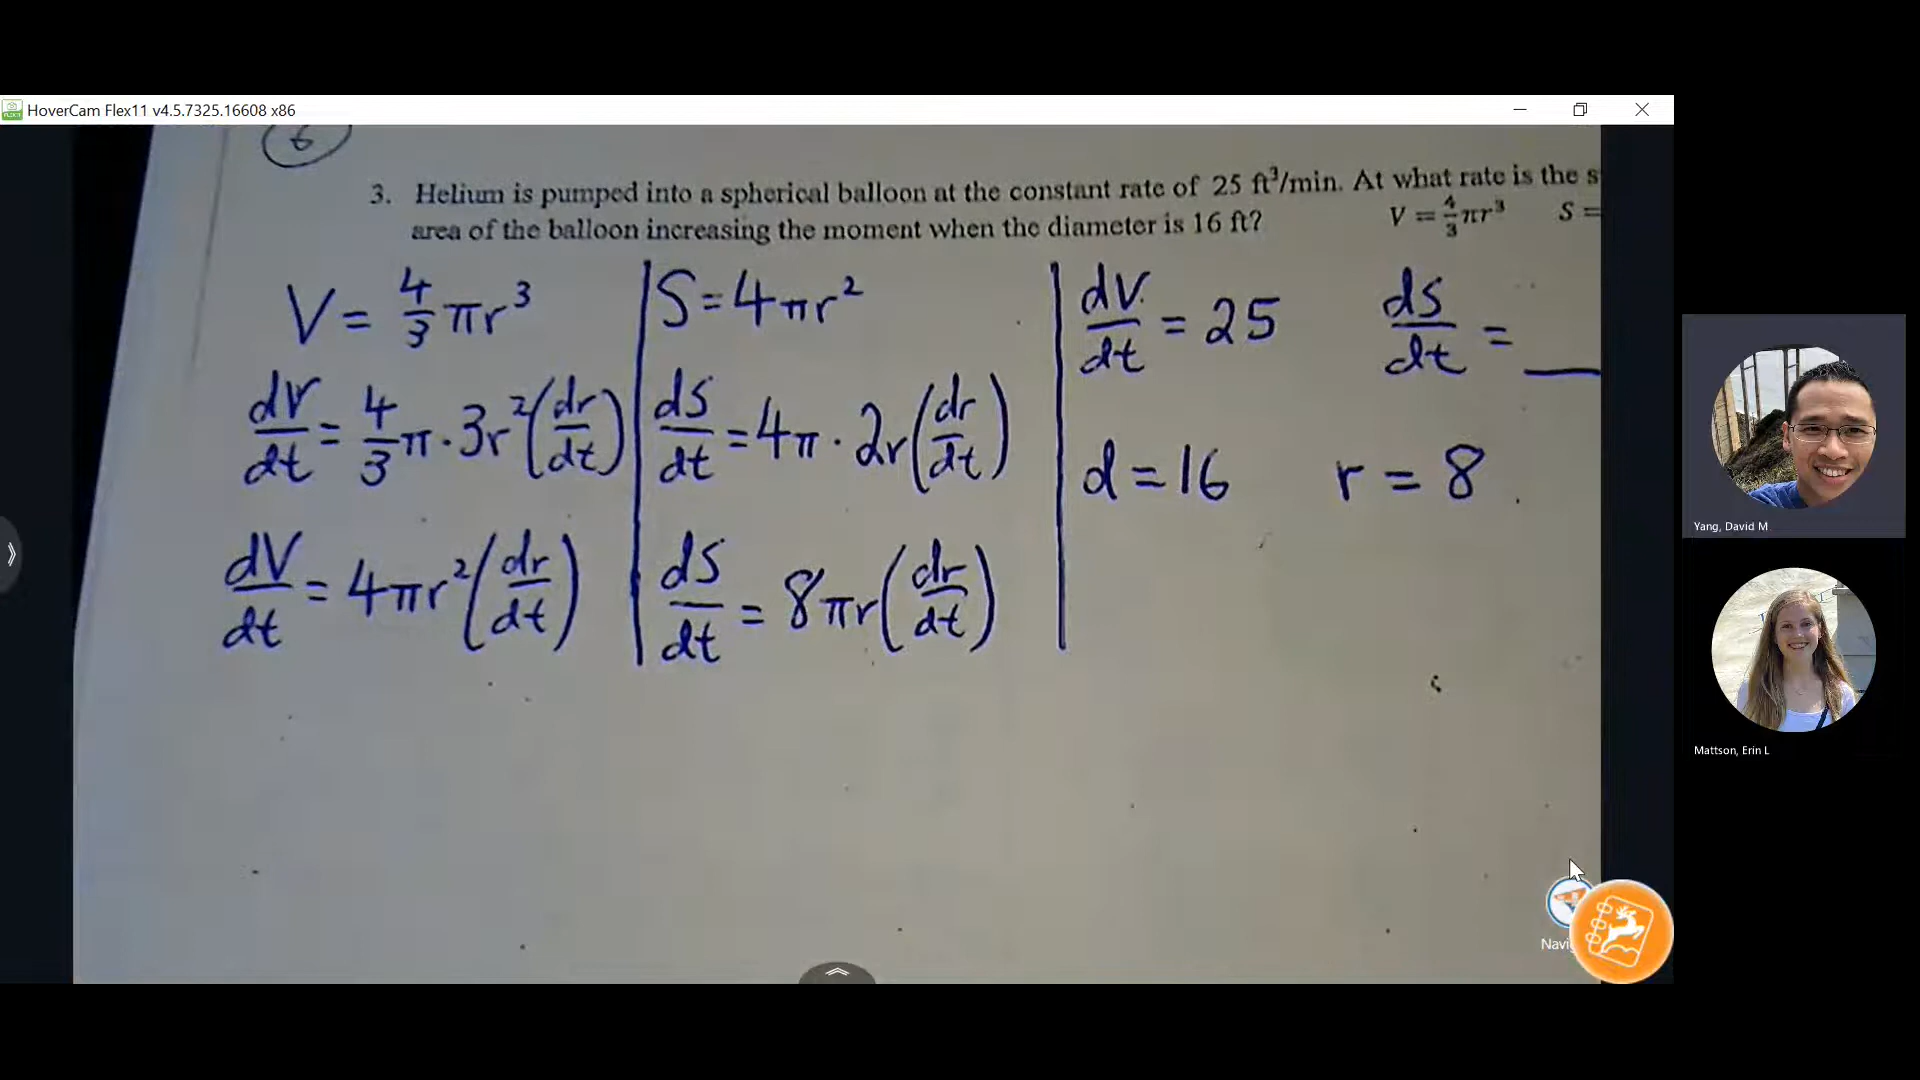 HoverCam Flex11 v4.5.7325.16608 x86
6
3. Helium is pumped into a spherical balloon at the constant rate of 25 ft³/min. At what rate is the s
area of the balloon increasing the moment when the diameter is 16 ft? V = 4/3 πr³ S =
V = 4/3 πr³
dV/dt = 4/3 π · 3r² (dr/dt)
dV/dt = 4πr² (dr/dt)
S = 4πr²
dS/dt = 4π · 2r (dr/dt)
dS/dt = 8πr (dr/dt)
dV/dt = 25 dS/dt = __
d = 16 r = 8
Yang, David M
Mattson, Erin L